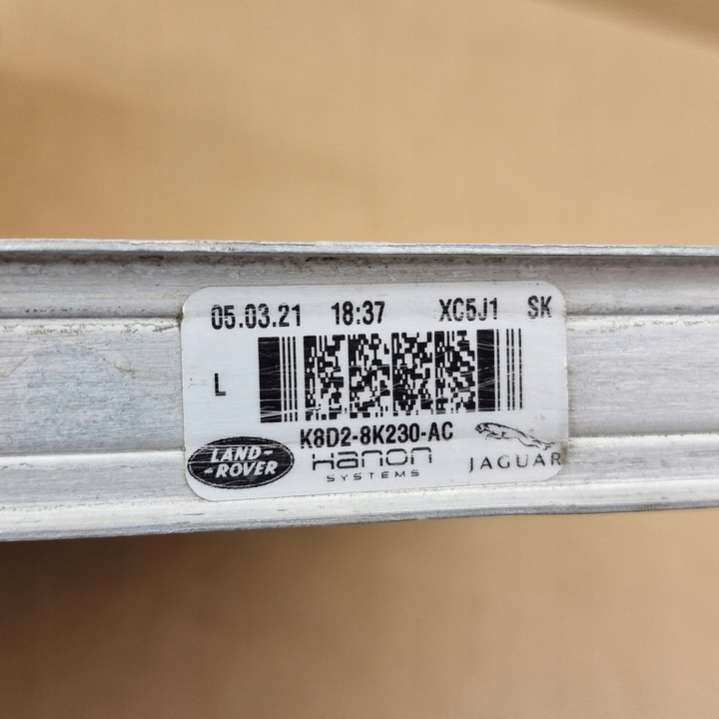 05.03.21 18:37 XC5J1 SK
L
K8D2-8K230-AC
LAND-
-ROVER
Hanon
SYSTEMS
JAGUAR